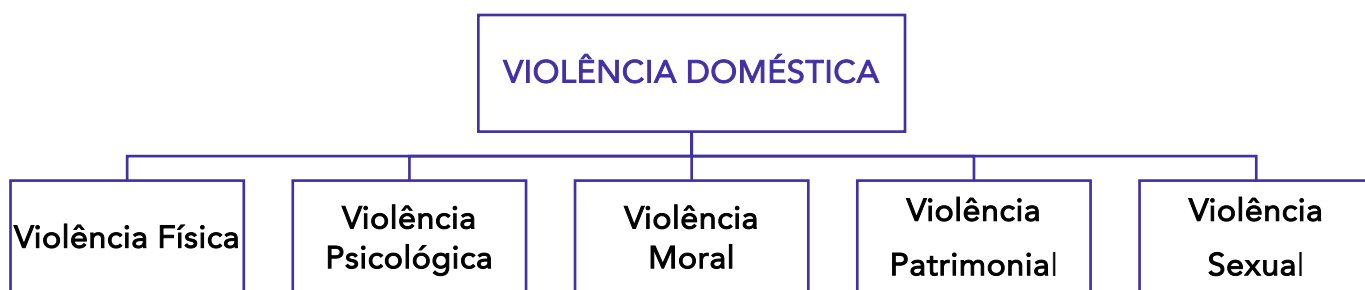 VIOLÊNCIA DOMÉSTICA
Violência Física
Violência
Psicológica
Violência
Moral
Violência
Patrimonial
Violência
Sexual